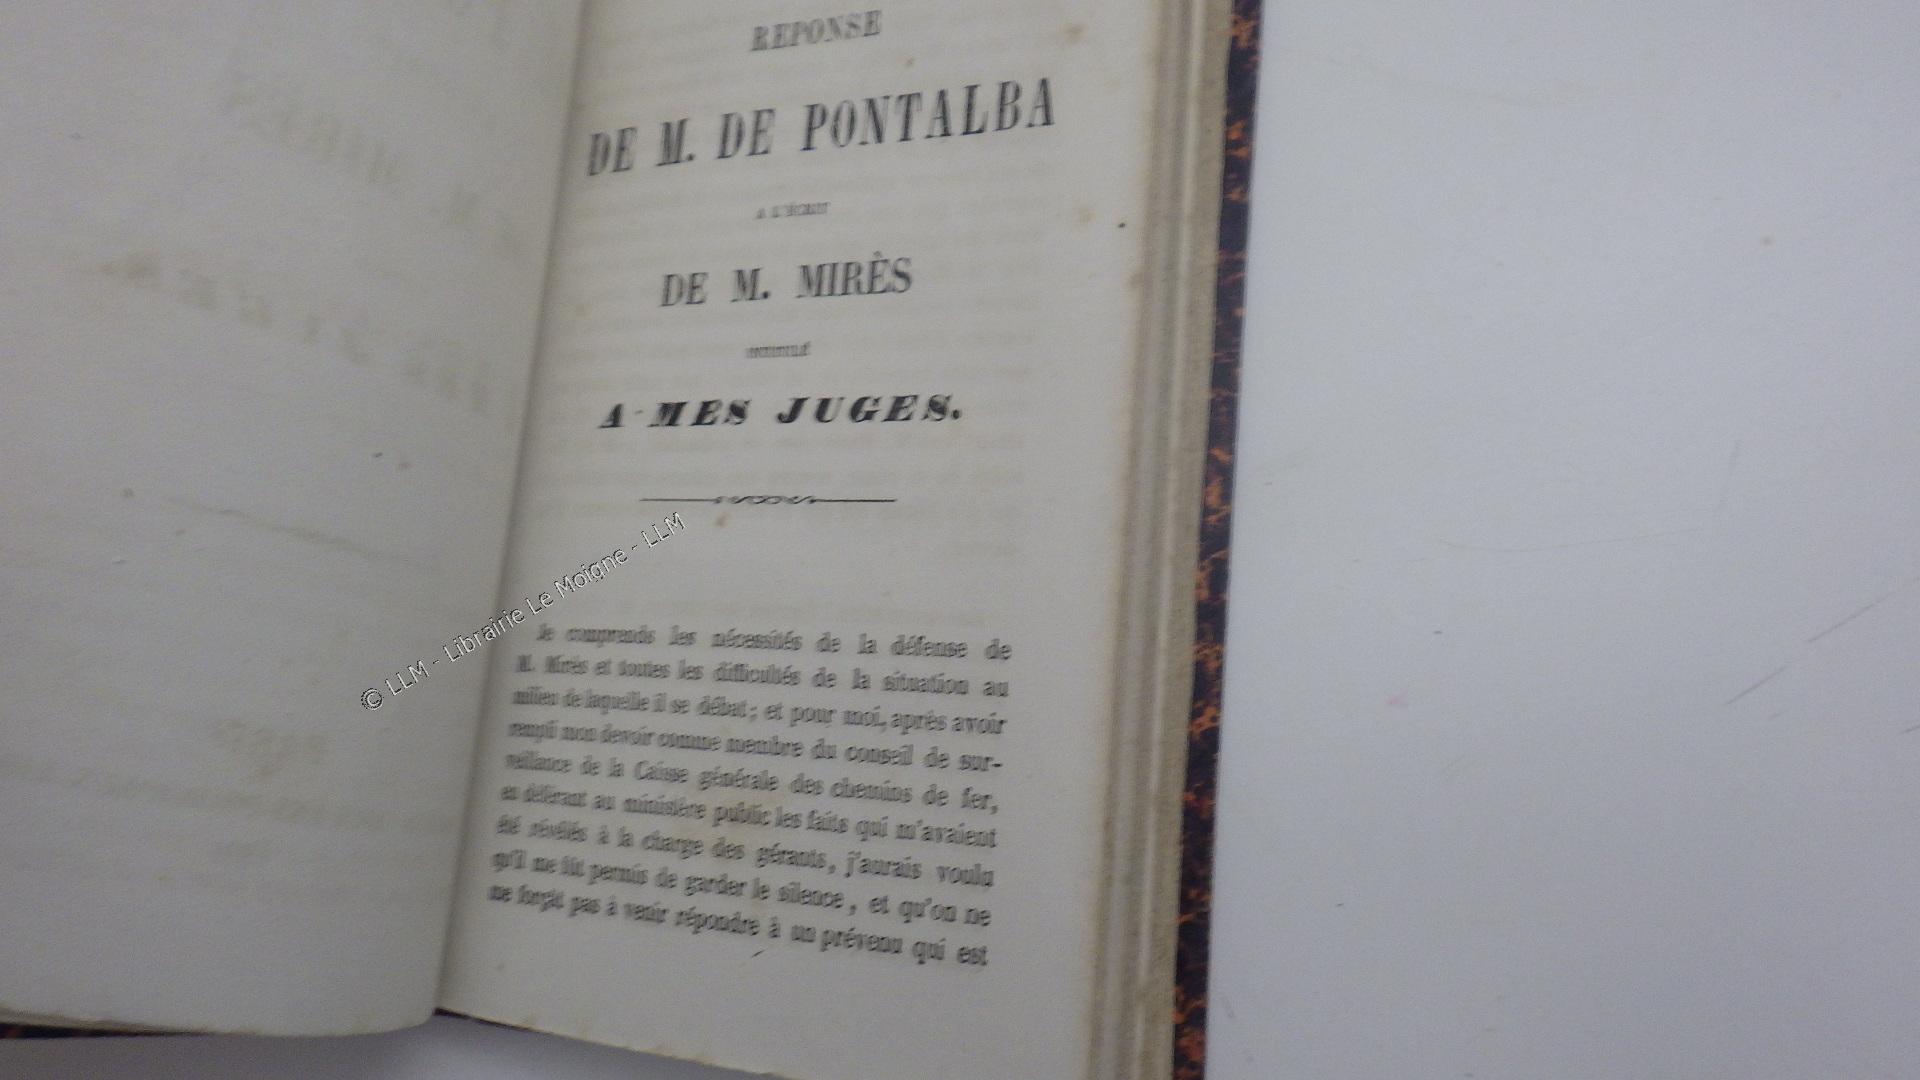 REPONSE
DE M. DE PONTALBA
A L'ÉCRIT
DE M. MIRÈS
INTITULÉ
A MES JUGES.
Je comprends les nécessités de la défense de
M. Mirès et toutes les difficultés de la situation au
milieu de laquelle il se débat; et pour moi, après avoir
rempli mon devoir comme membre du conseil de sur-
veillance de la Caisse générale des chemins de fer,
en déférant au ministère public les faits qui m'avaient
été révélés à la charge des gérants, j'aurais voulu
qu'il me fût permis de garder le silence, et qu'on ne
me forçât pas à venir répondre à un prévenu qui est
© LLM - Librairie Le Moigne - LLM